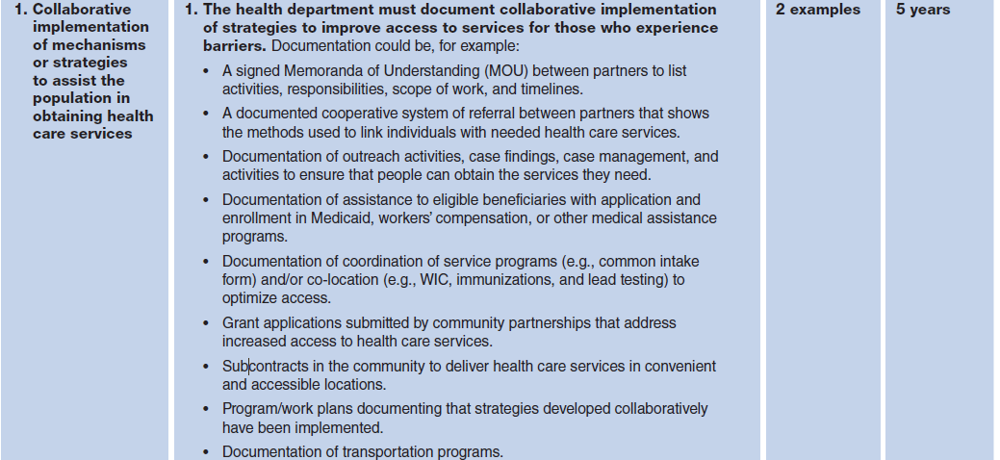 1. Collaborative
implementation
of mechanisms
or strategies
to assist the
population in
obtaining health
care services
1. The health department must document collaborative implementation
of strategies to improve access to services for those who experience
barriers. Documentation could be, for example:
• A signed Memoranda of Understanding (MOU) between partners to list
activities, responsibilities, scope of work, and timelines.
• A documented cooperative system of referral between partners that shows
the methods used to link individuals with needed health care services.
• Documentation of outreach activities, case findings, case management, and
activities to ensure that people can obtain the services they need.
• Documentation of assistance to eligible beneficiaries with application and
enrollment in Medicaid, workers’ compensation, or other medical assistance
programs.
• Documentation of coordination of service programs (e.g., common intake
form) and/or co-location (e.g., WIC, immunizations, and lead testing) to
optimize access.
• Grant applications submitted by community partnerships that address
increased access to health care services.
• Subcontracts in the community to deliver health care services in convenient
and accessible locations.
• Program/work plans documenting that strategies developed collaboratively
have been implemented.
• Documentation of transportation programs.
2 examples
5 years